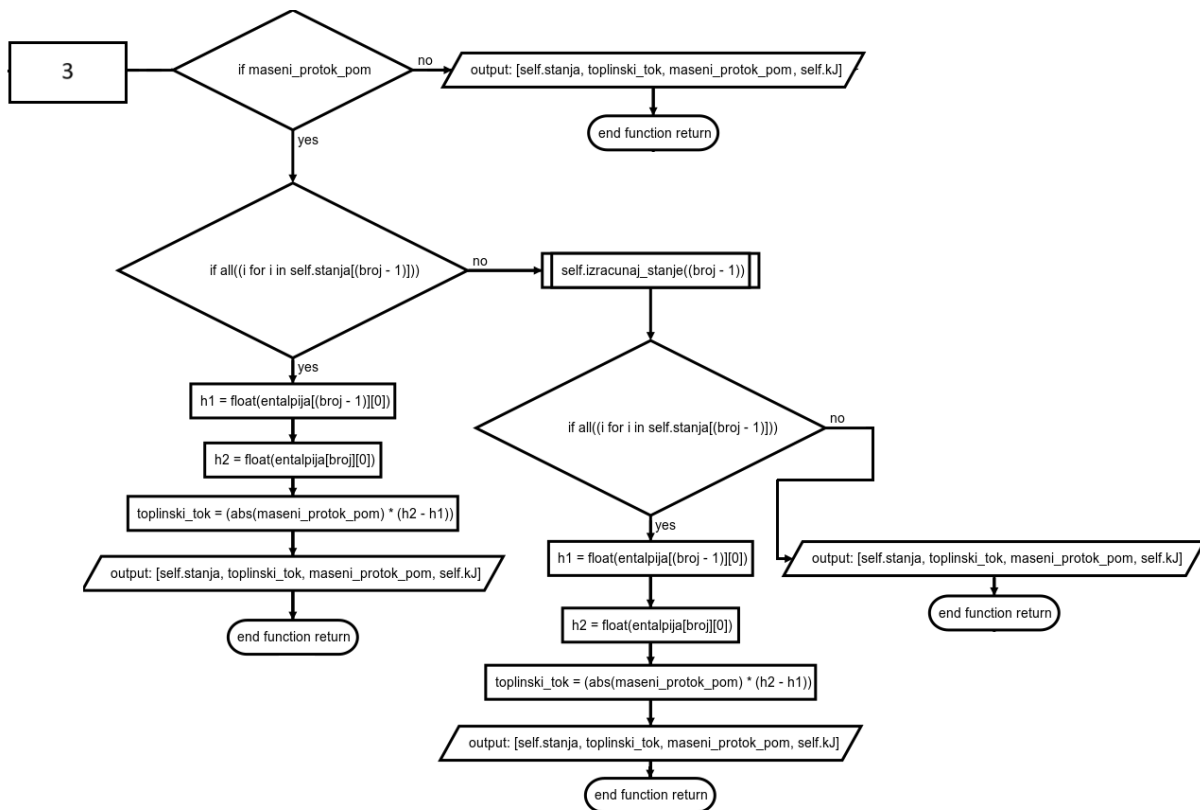 3
if maseni_protok_pom
no
output: [self.stanja, toplinski_tok, maseni_protok_pom, self.kJ]
end function return
yes
if all((i for i in self.stanja[(broj - 1)]))
no
self.izracunaj_stanje((broj - 1))
yes
h1 = float(entalpija[(broj - 1)][0])
h2 = float(entalpija[broj][0])
toplinski_tok = (abs(maseni_protok_pom) * (h2 - h1))
output: [self.stanja, toplinski_tok, maseni_protok_pom, self.kJ]
end function return
if all((i for i in self.stanja[(broj - 1)]))
no
output: [self.stanja, toplinski_tok, maseni_protok_pom, self.kJ]
end function return
yes
h1 = float(entalpija[(broj - 1)][0])
h2 = float(entalpija[broj][0])
toplinski_tok = (abs(maseni_protok_pom) * (h2 - h1))
output: [self.stanja, toplinski_tok, maseni_protok_pom, self.kJ]
end function return